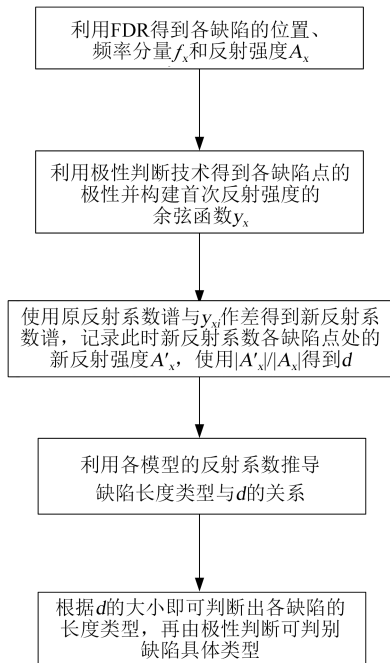 利用FDR得到各缺陷的位置、
频率分量fx和反射强度Ax
利用极性判断技术得到各缺陷点的
极性并构建首次反射强度的
余弦函数yx
使用原反射系数谱与yxi作差得到新反射系
数谱，记录此时新反射系数各缺陷点处的
新反射强度A′x，使用|A′x|/|Ax|得到d
利用各模型的反射系数推导
缺陷长度类型与d的关系
根据d的大小即可判断出各缺陷的
长度类型，再由极性判断可判别
缺陷具体类型